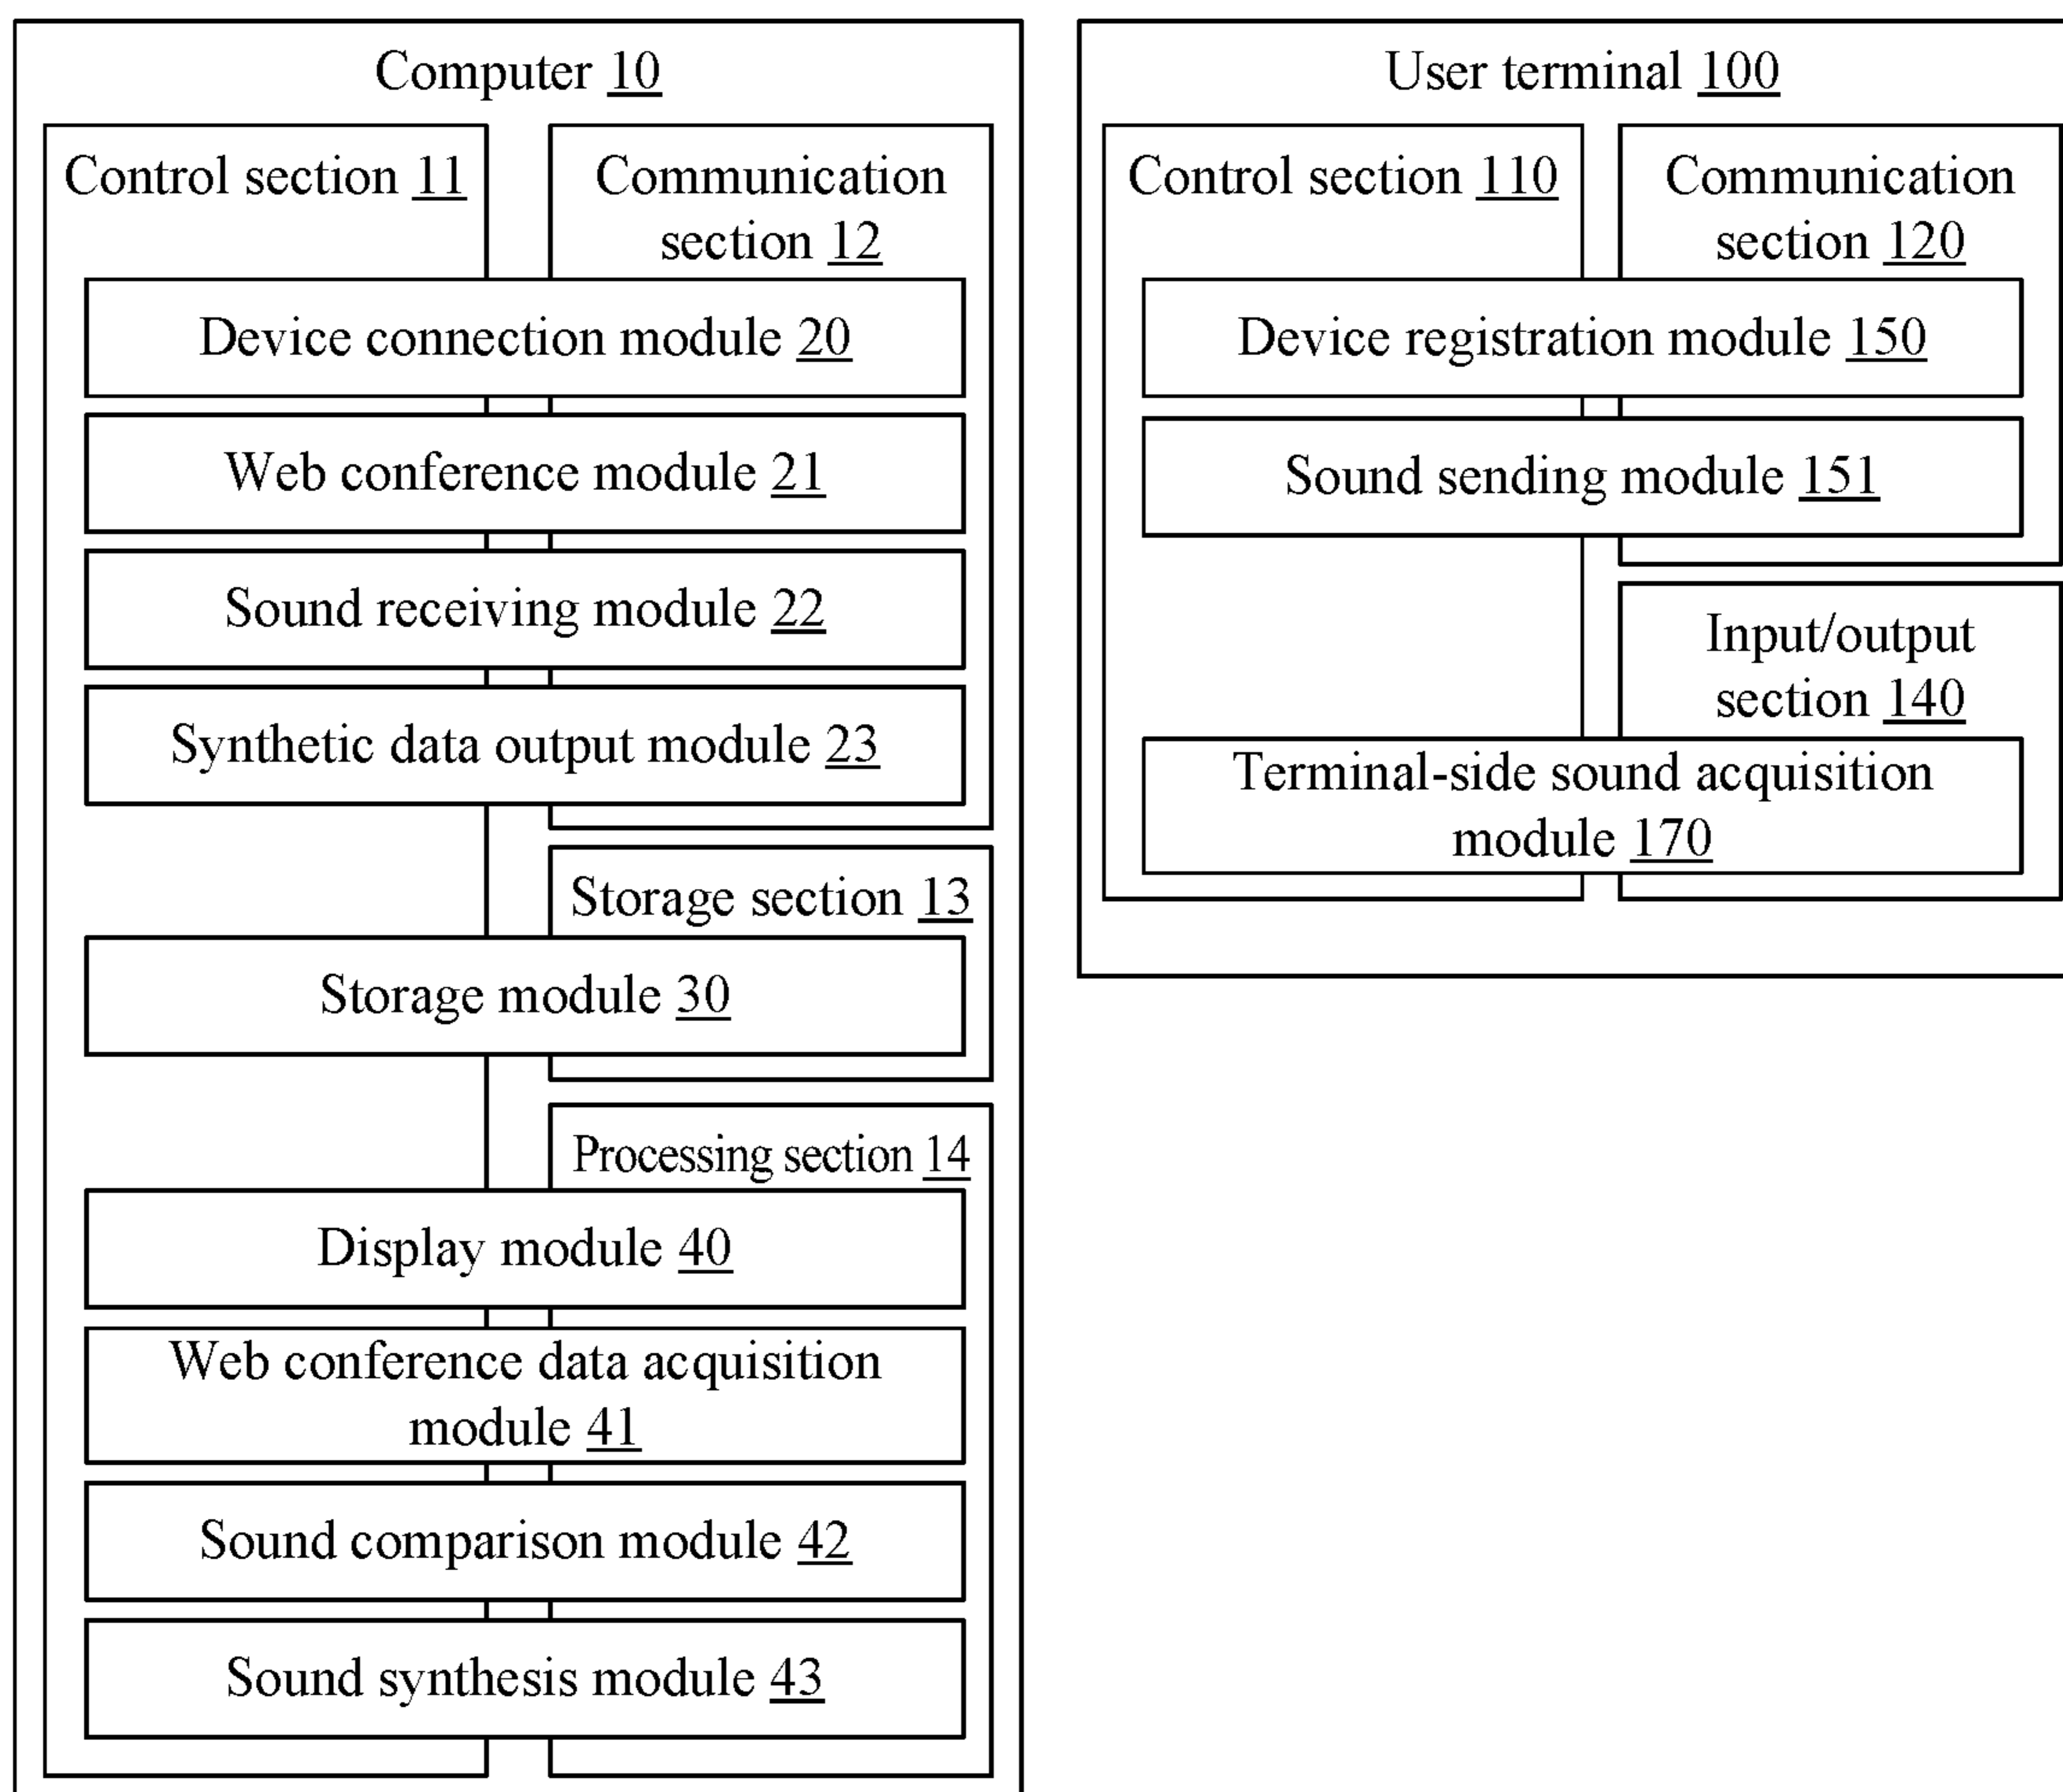 Computer 10
Control section 11
Communication
section 12
Device connection module 20
Web conference module 21
Sound receiving module 22
Synthetic data output module 23
Storage section 13
Storage module 30
Processing section 14
Display module 40
Web conference data acquisition
module 41
Sound comparison module 42
Sound synthesis module 43
User terminal 100
Control section 110
Communication
section 120
Device registration module 150
Sound sending module 151
Input/output
section 140
Terminal-side sound acquisition
module 170